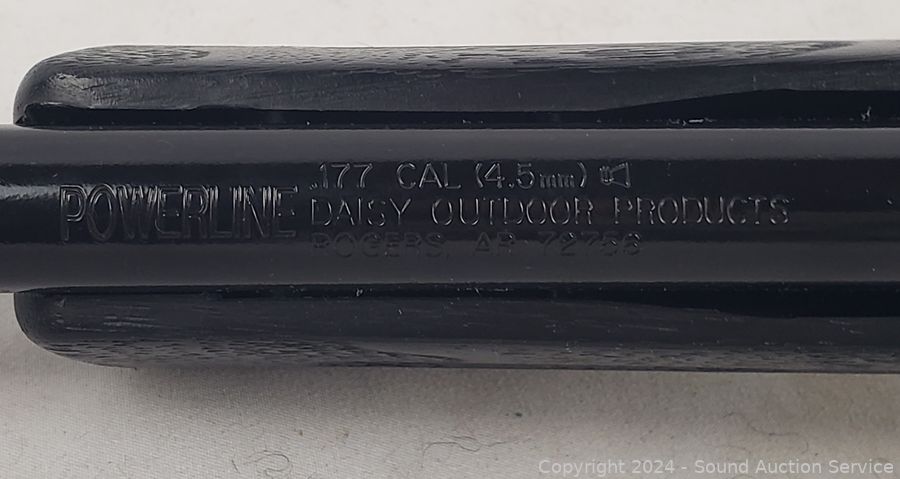 POWERLINE
.177 CAL (4.5mm)
DAISY OUTDOOR PRODUCTS
ROGERS, AR 72756
Copyright 2024 - Sound Auction Service